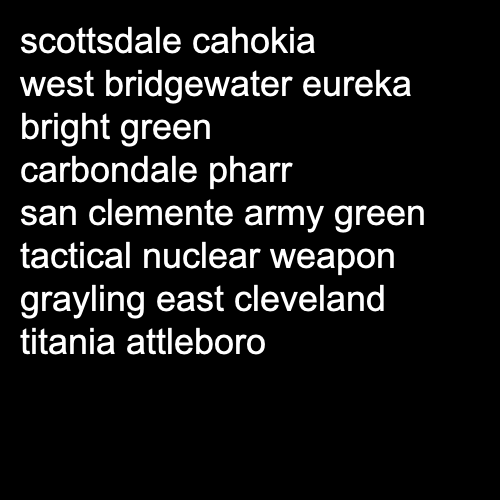 scottsdale cahokia
west bridgewater eureka
bright green
carbondale pharr
san clemente army green
tactical nuclear weapon
grayling east cleveland
titania attleboro